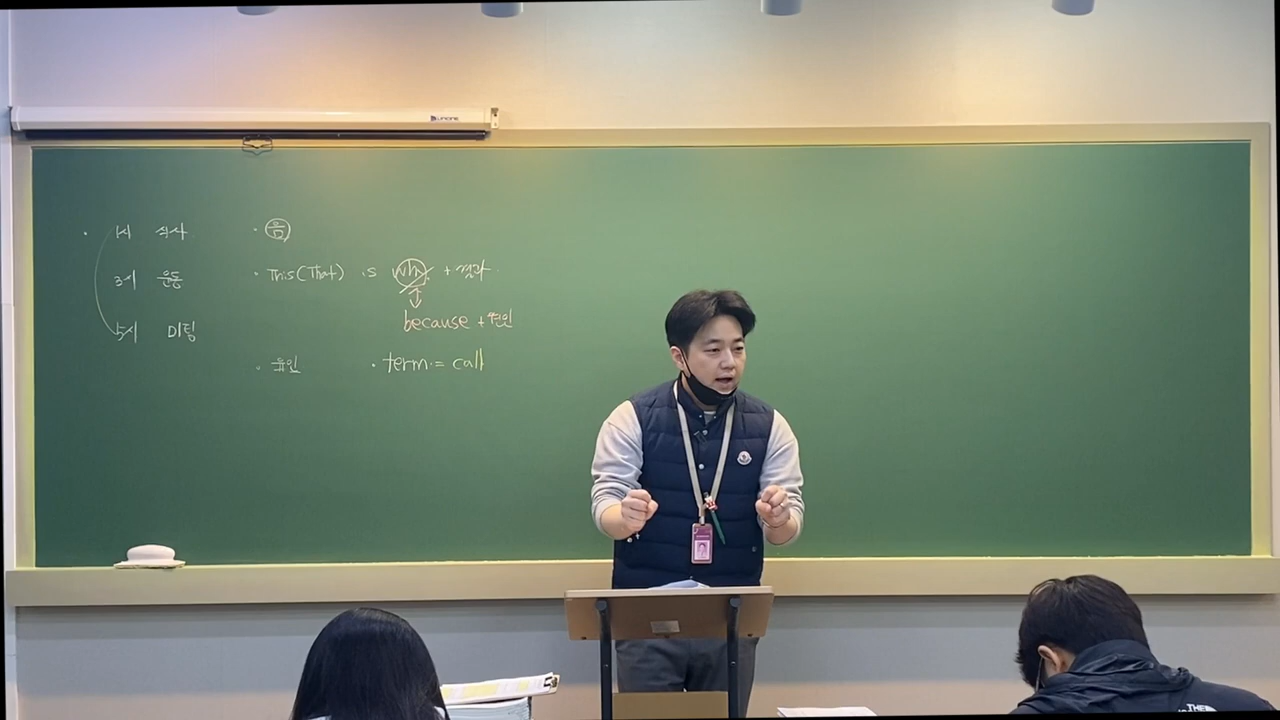 · 1시 식사
3시 운동
5시 미팅
· 음
· This(That) is why + 결과
↕
because + 원인
· 유인 · term = call
THE